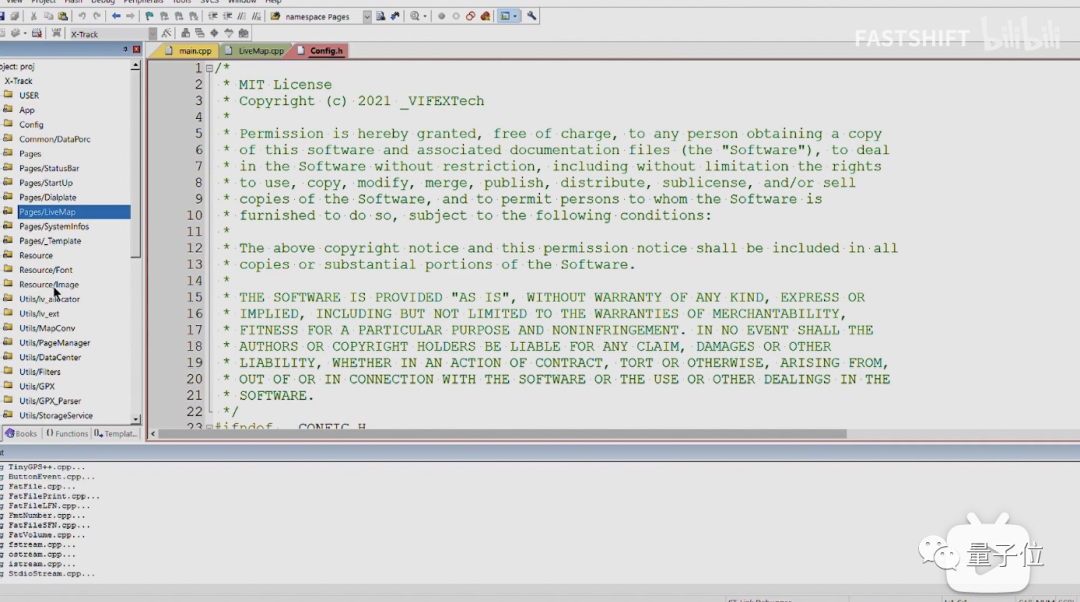 View Project Flash Debug Peripherals Tools SVCS Window Help
namespace Pages
X-Track
FASTSHIFT bilibili
main.cpp LiveMap.cpp Config.h
proj
X-Track
USER
App
Config
Common/DataPorc
Pages
Pages/StatusBar
Pages/StartUp
Pages/Dialplate
Pages/LiveMap
Pages/SystemInfos
Pages/_Template
Resource
Resource/Font
Resource/Image
Utils/lv_allocator
Utils/lv_ext
Utils/MapConv
Utils/PageManager
Utils/DataCenter
Utils/Filters
Utils/GPX
Utils/GPX_Parser
Utils/StorageService
Books {} Functions Templat...
1 /*
2 * MIT License
3 * Copyright (c) 2021 _VIFEXTech
4 *
5 * Permission is hereby granted, free of charge, to any person obtaining a copy
6 * of this software and associated documentation files (the "Software"), to deal
7 * in the Software without restriction, including without limitation the rights
8 * to use, copy, modify, merge, publish, distribute, sublicense, and/or sell
9 * copies of the Software, and to permit persons to whom the Software is
10 * furnished to do so, subject to the following conditions:
11 *
12 * The above copyright notice and this permission notice shall be included in all
13 * copies or substantial portions of the Software.
14 *
15 * THE SOFTWARE IS PROVIDED "AS IS", WITHOUT WARRANTY OF ANY KIND, EXPRESS OR
16 * IMPLIED, INCLUDING BUT NOT LIMITED TO THE WARRANTIES OF MERCHANTABILITY,
17 * FITNESS FOR A PARTICULAR PURPOSE AND NONINFRINGEMENT. IN NO EVENT SHALL THE
18 * AUTHORS OR COPYRIGHT HOLDERS BE LIABLE FOR ANY CLAIM, DAMAGES OR OTHER
19 * LIABILITY, WHETHER IN AN ACTION OF CONTRACT, TORT OR OTHERWISE, ARISING FROM,
20 * OUT OF OR IN CONNECTION WITH THE SOFTWARE OR THE USE OR OTHER DEALINGS IN THE
21 * SOFTWARE.
22 */
23 #ifndef
TinyGPS++.cpp...
ButtonEvent.cpp...
FatFile.cpp...
FatFilePrint.cpp...
FatFileLFN.cpp...
FmtNumber.cpp...
FatFileSFN.cpp...
FatVolume.cpp...
fstream.cpp...
ostream.cpp...
istream.cpp...
StdioStream.cpp...
量子位